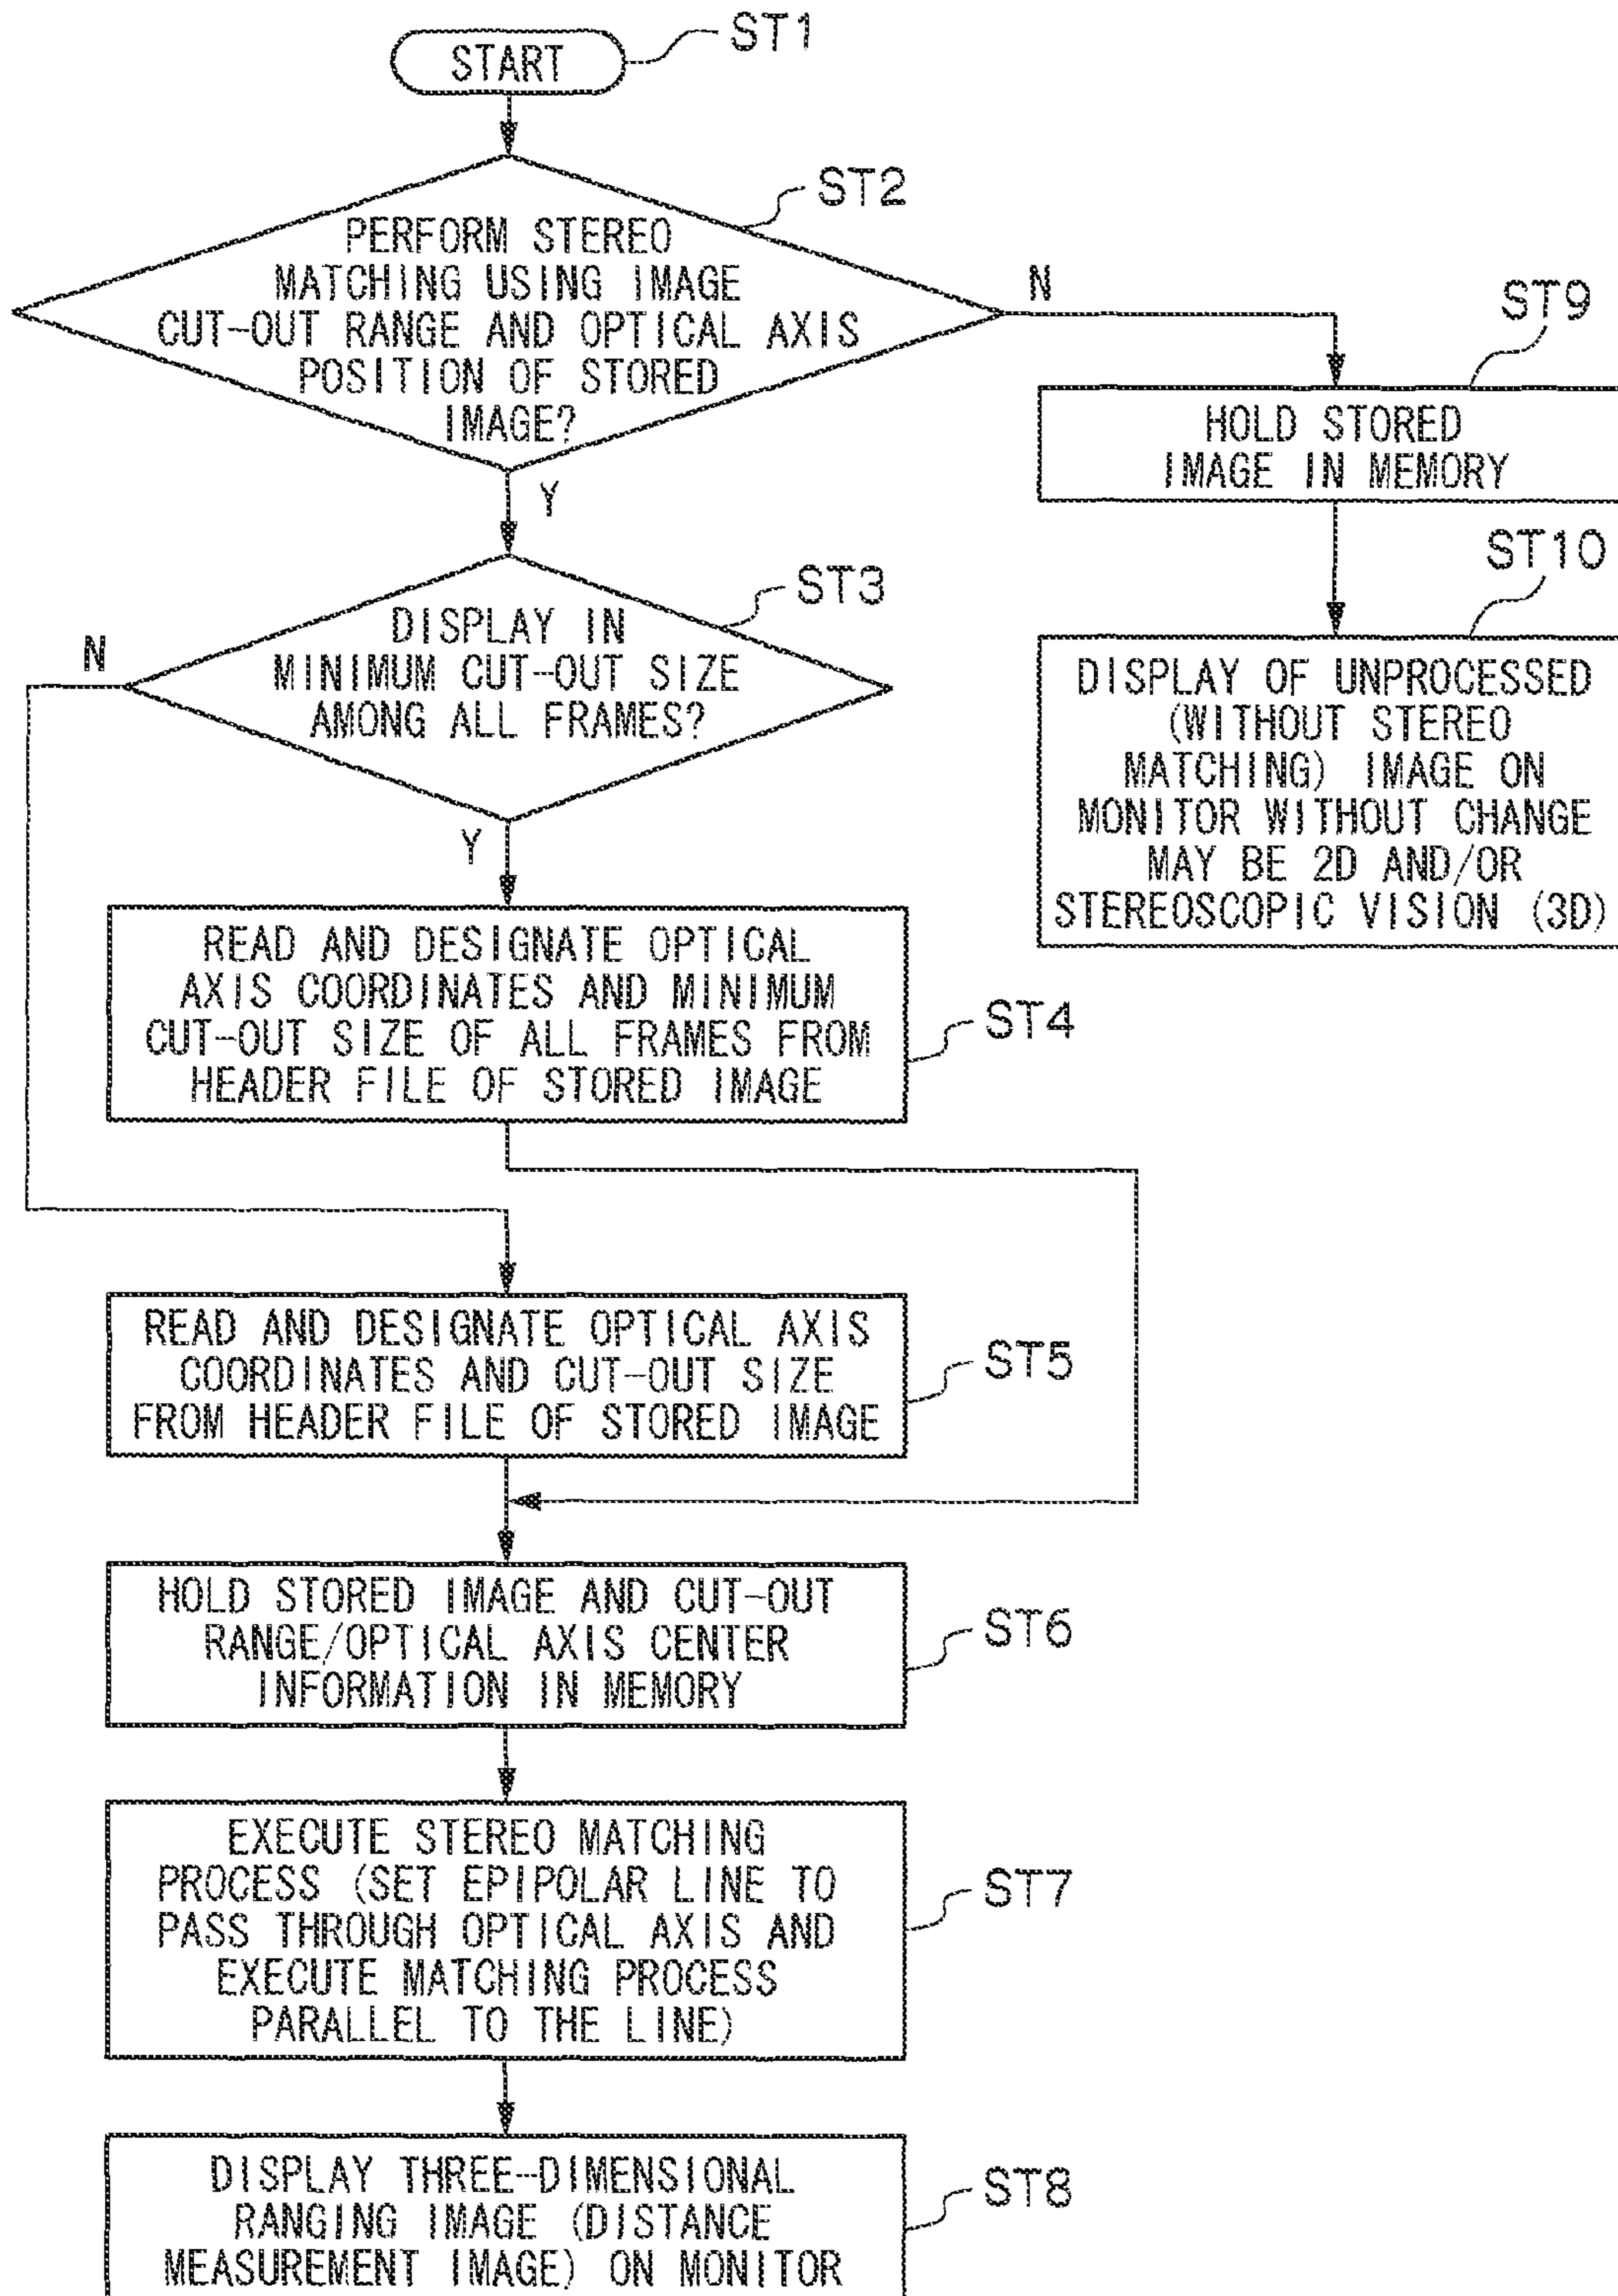 START
ST1
PERFORM STEREO
MATCHING USING IMAGE
CUT-OUT RANGE AND OPTICAL AXIS
POSITION OF STORED
IMAGE?
ST2
N
Y
ST9
HOLD STORED
IMAGE IN MEMORY
ST10
DISPLAY OF UNPROCESSED
(WITHOUT STEREO
MATCHING) IMAGE ON
MONITOR WITHOUT CHANGE
MAY BE 2D AND/OR
STEREOSCOPIC VISION (3D)
DISPLAY IN
MINIMUM CUT-OUT SIZE
AMONG ALL FRAMES?
ST3
N
Y
READ AND DESIGNATE OPTICAL
AXIS COORDINATES AND MINIMUM
CUT-OUT SIZE OF ALL FRAMES FROM
HEADER FILE OF STORED IMAGE
ST4
READ AND DESIGNATE OPTICAL AXIS
COORDINATES AND CUT-OUT SIZE
FROM HEADER FILE OF STORED IMAGE
ST5
HOLD STORED IMAGE AND CUT-OUT
RANGE/OPTICAL AXIS CENTER
INFORMATION IN MEMORY
ST6
EXECUTE STEREO MATCHING
PROCESS (SET EPIPOLAR LINE TO
PASS THROUGH OPTICAL AXIS AND
EXECUTE MATCHING PROCESS
PARALLEL TO THE LINE)
ST7
DISPLAY THREE-DIMENSIONAL
RANGING IMAGE (DISTANCE
MEASUREMENT IMAGE) ON MONITOR
ST8